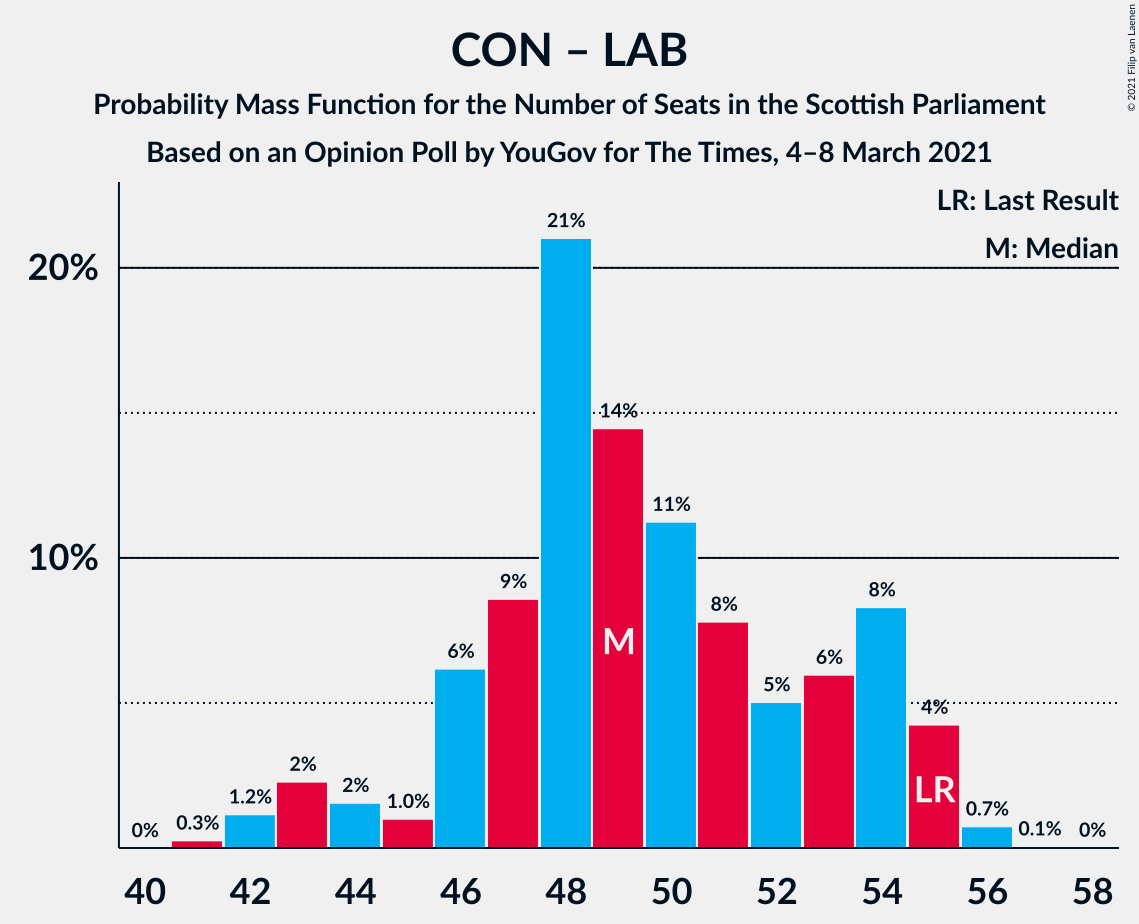 CON – LAB
Probability Mass Function for the Number of Seats in the Scottish Parliament
Based on an Opinion Poll by YouGov for The Times, 4–8 March 2021
© 2021 Filip van Laenen
LR: Last Result
M: Median
20%
10%
0%
0.3%
1.2%
2%
2%
1.0%
6%
9%
21%
14%
11%
8%
5%
6%
8%
4%
0.7%
0.1%
0%
M
LR
40 42 44 46 48 50 52 54 56 58